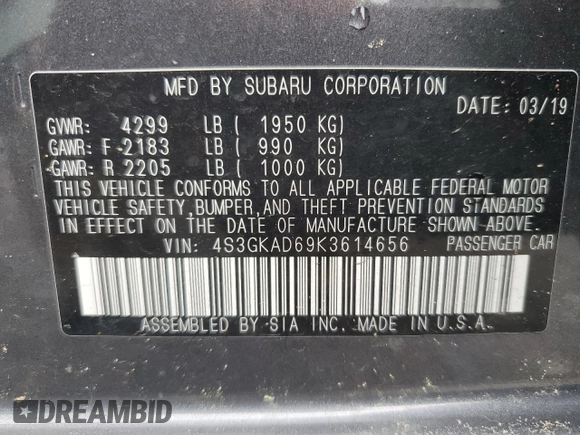 MFD BY SUBARU CORPORATION
DATE: 03/19
GVWR: 4299 LB ( 1950 KG)
GAWR: F 2183 LB ( 990 KG)
GAWR: R 2205 LB ( 1000 KG)
THIS VEHICLE CONFORMS TO ALL APPLICABLE FEDERAL MOTOR
VEHICLE SAFETY, BUMPER, AND THEFT PREVENTION STANDARDS
IN EFFECT ON THE DATE OF MANUFACTURE SHOWN ABOVE.
VIN: 4S3GKAD69K3614656 PASSENGER CAR
ASSEMBLED BY SIA INC. MADE IN U.S.A.
DREAMBID